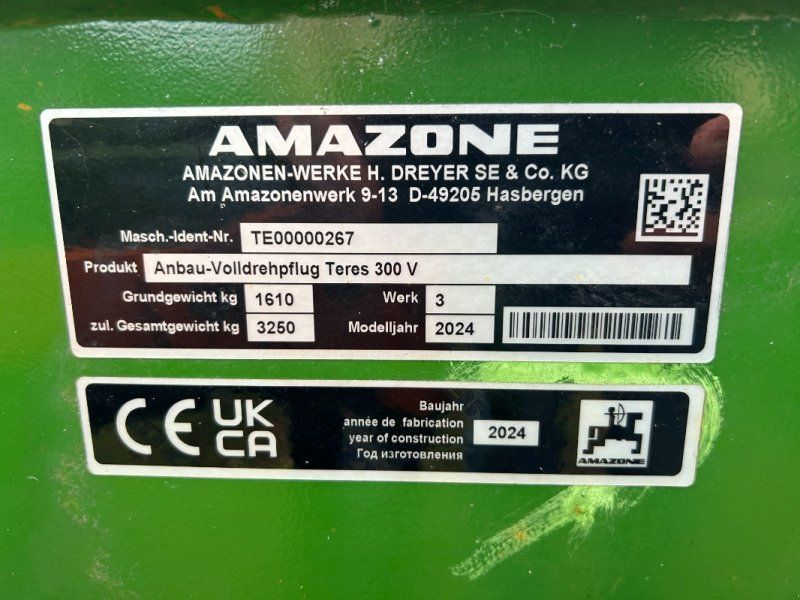 AMAZONE
AMAZONEN-WERKE H. DREYER SE & Co. KG
Am Amazonenwerk 9-13 D-49205 Hasbergen
Masch.-Ident-Nr. TE00000267
Produkt Anbau-Volldrehpflug Teres 300 V
Grundgewicht kg 1610 Werk 3
zul. Gesamtgewicht kg 3250 Modelljahr 2024
CE UK CA
Baujahr
année de fabrication
year of construction 2024
Год изготовления
AMAZONE